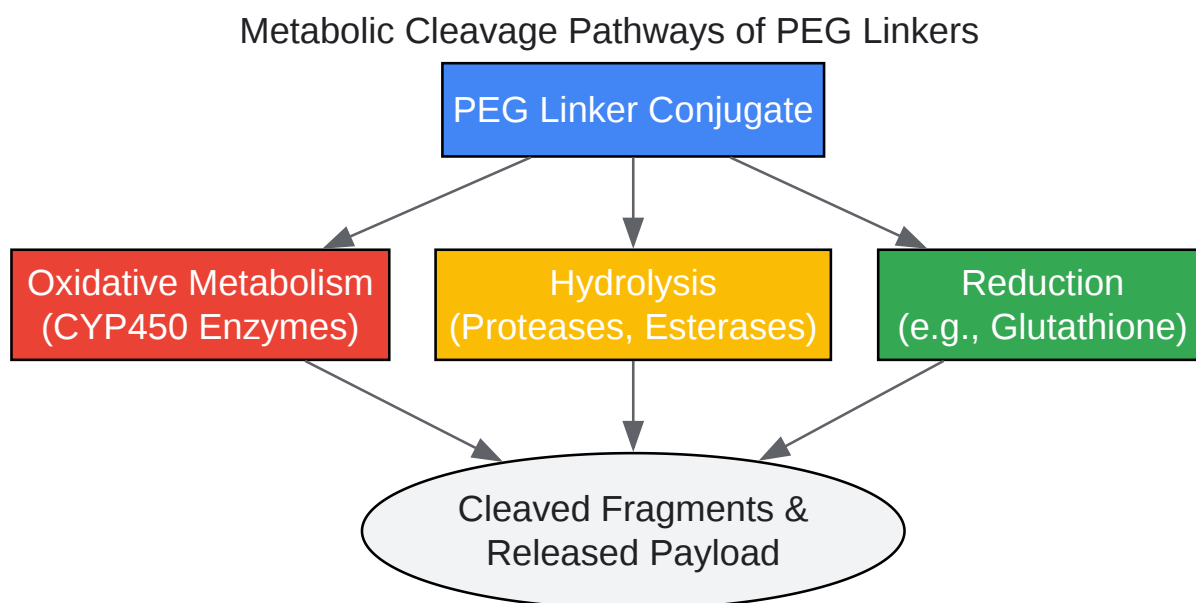 Metabolic Cleavage Pathways of PEG Linkers
PEG Linker Conjugate
Oxidative Metabolism
(CYP450 Enzymes)
Hydrolysis
(Proteases, Esterases)
Reduction
(e.g., Glutathione)
Cleaved Fragments &
Released Payload